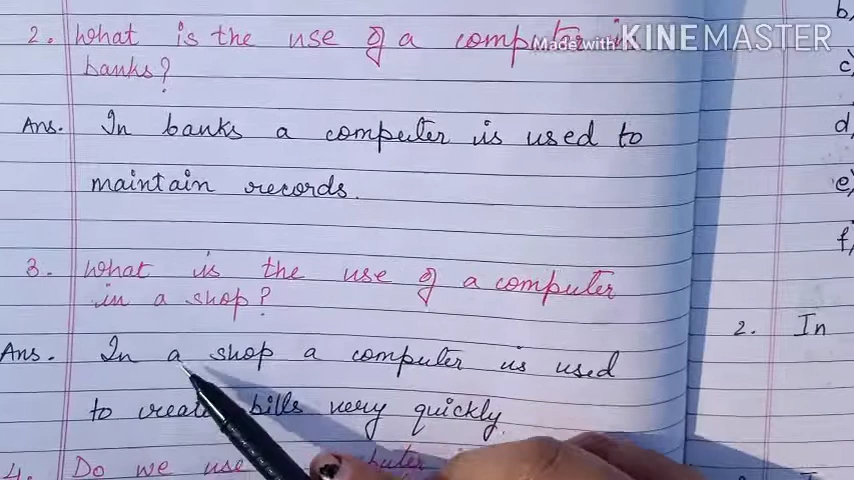 2. What is the use of a computer in
banks?
Ans. In banks a computer is used to
maintain records.
3. What is the use of a computer
in a shop?
Ans. In a shop a computer is used
to create bills very quickly.
4. Do we use
Made with KINEMASTER
b,
c)
d,
e,
f,
2. In